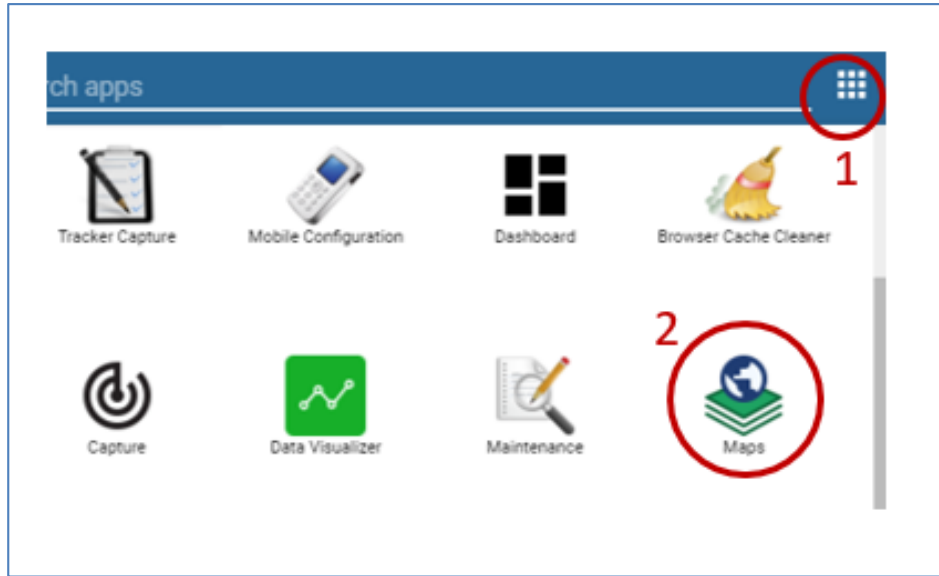 rch apps
1
Tracker Capture
Mobile Configuration
Dashboard
Browser Cache Cleaner
2
Capture
Data Visualizer
Maintenance
Maps